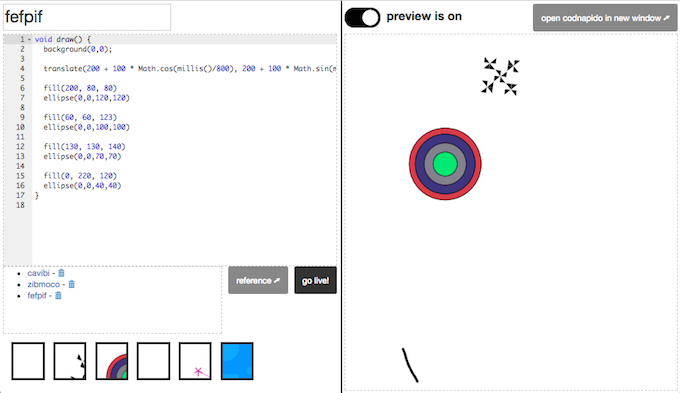 fefpif
preview is on
open codnapido in new window ➚
1 void draw() {
2 background(0,0);
3
4 translate(200 + 100 * Math.cos(millis()/800), 200 + 100 * Math.sin(m
5
6 fill(200, 80, 80)
7 ellipse(0,0,120,120)
8
9 fill(60, 60, 123)
10 ellipse(0,0,100,100)
11
12 fill(130, 130, 140)
13 ellipse(0,0,70,70)
14
15 fill(0, 220, 120)
16 ellipse(0,0,40,40)
17 }
18
cavibi -
zibmoco -
fefpif -
reference ➚
go live!